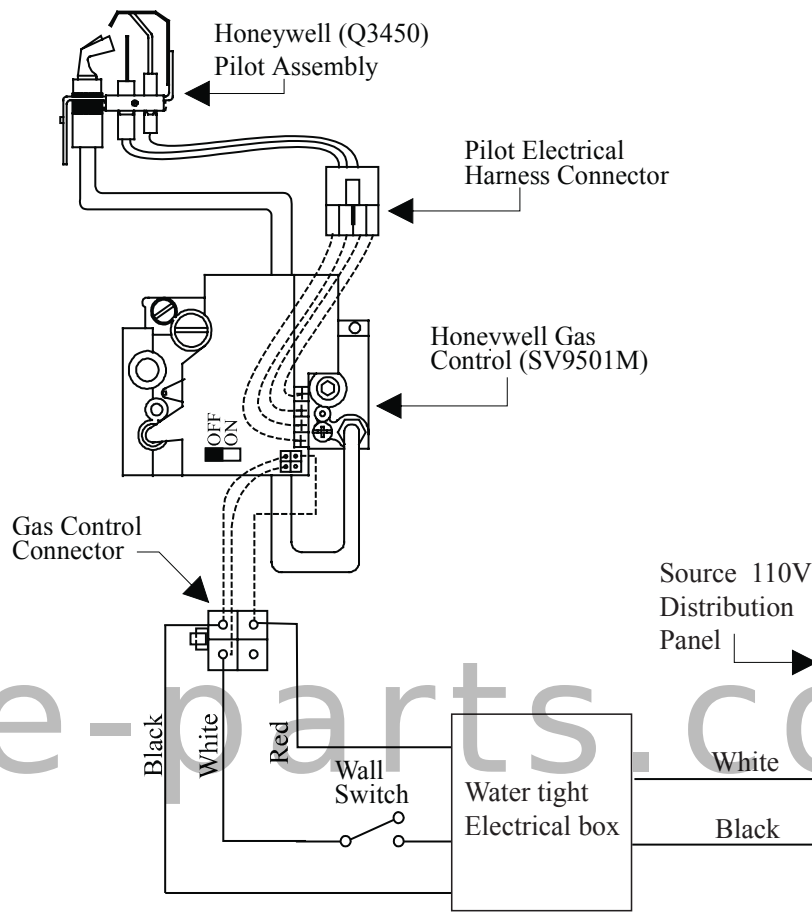 Honeywell (Q3450)
Pilot Assembly
Pilot Electrical
Harness Connector
Honevwell Gas
Control (SV9501M)
OFF
ON
Gas Control
Connector
Source 110V
Distribution
Panel
e-parts.co
Black
White
Red
Wall
Switch
Water tight
Electrical box
White
Black